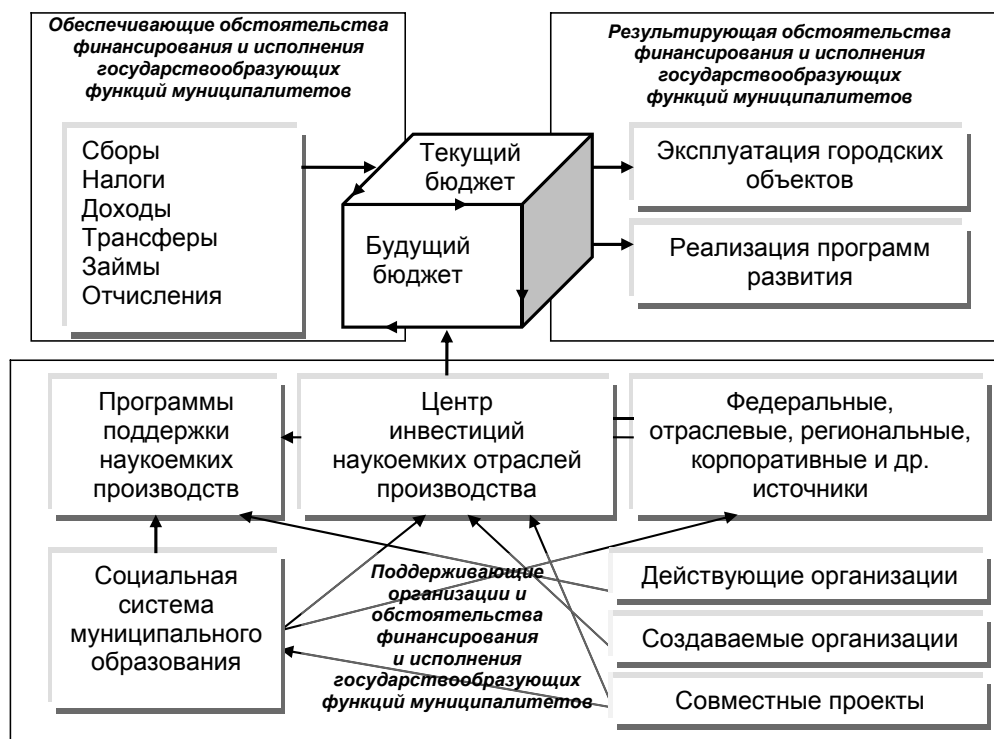 Обеспечивающие обстоятельства
финансирования и исполнения
государствообразующих
функций муниципалитетов
Результирующая обстоятельства
финансирования и исполнения
государствообразующих
функций муниципалитетов
Сборы
Налоги
Доходы
Трансферы
Займы
Отчисления
Текущий
бюджет
Будущий
бюджет
Эксплуатация городских
объектов
Реализация программ
развития
Программы
поддержки
наукоемких
производств
Центр
инвестиций
наукоемких отраслей
производства
Федеральные,
отраслевые, региональные,
корпоративные и др.
источники
Социальная
система
муниципального
образования
Поддерживающие
организации и
обстоятельства
финансирования
и исполнения
государствообразующих
функций муниципалитетов
Действующие организации
Создаваемые организации
Совместные проекты